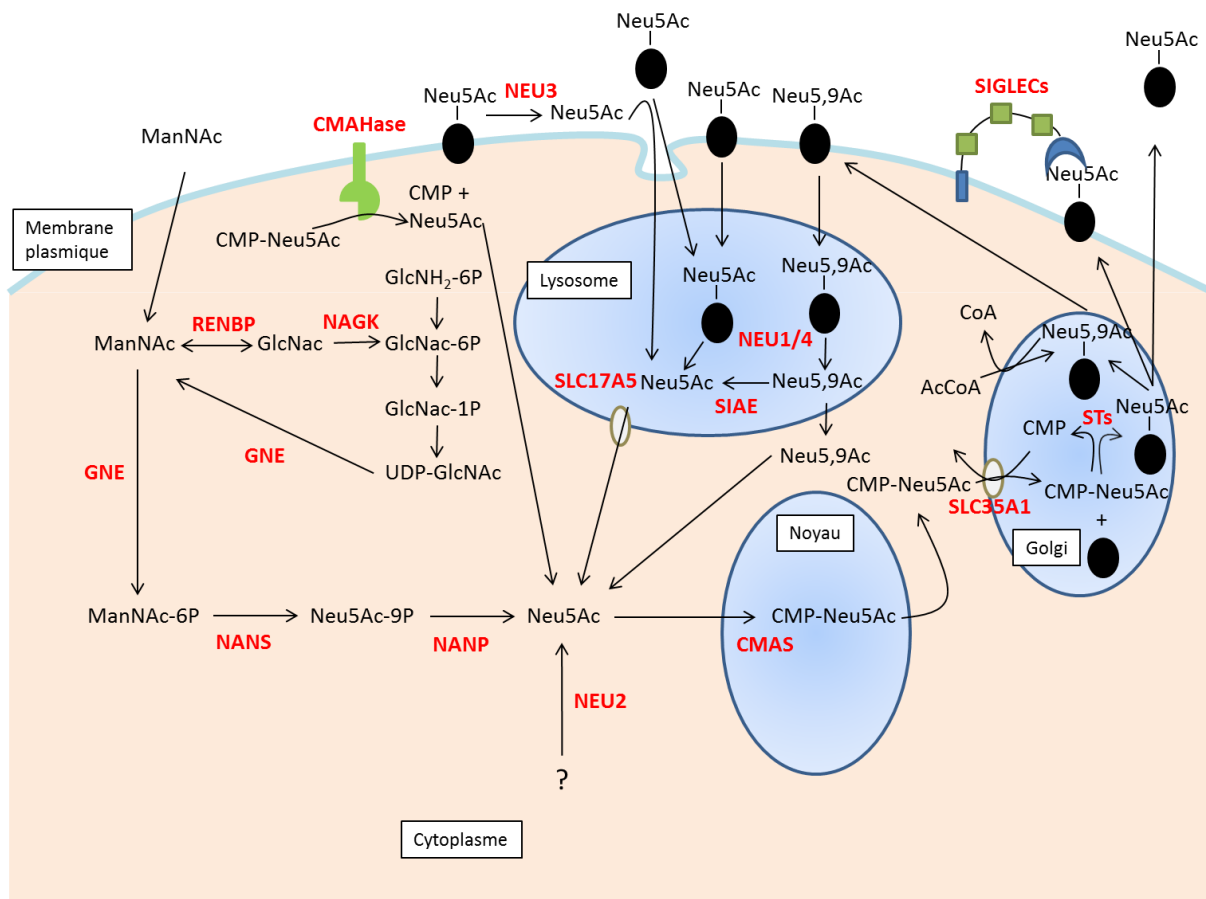 Neu5Ac
Neu5Ac
Neu5Ac
NEU3
Neu5Ac
Neu5Ac
Neu5,9Ac
SIGLECs
CMAHase
ManNAc
Neu5Ac
CMP +
Neu5Ac
CMP-Neu5Ac
Membrane
plasmique
Lysosome
GlcNH2-6P
Neu5Ac
Neu5,9Ac
RENBP
NAGK
ManNAc
GlcNac
GlcNac-6P
NEU1/4
CoA
Neu5,9Ac
AcCoA
SLC17A5
Neu5Ac
Neu5,9Ac
SIAE
GlcNac-1P
Neu5Ac
STs
CMP
GNE
GNE
UDP-GlcNAc
Neu5,9Ac
CMP-Neu5Ac
CMP-Neu5Ac
SLC35A1
+
Noyau
Golgi
ManNAc-6P
Neu5Ac-9P
Neu5Ac
CMP-Neu5Ac
NANS
NANP
CMAS
NEU2
?
Cytoplasme